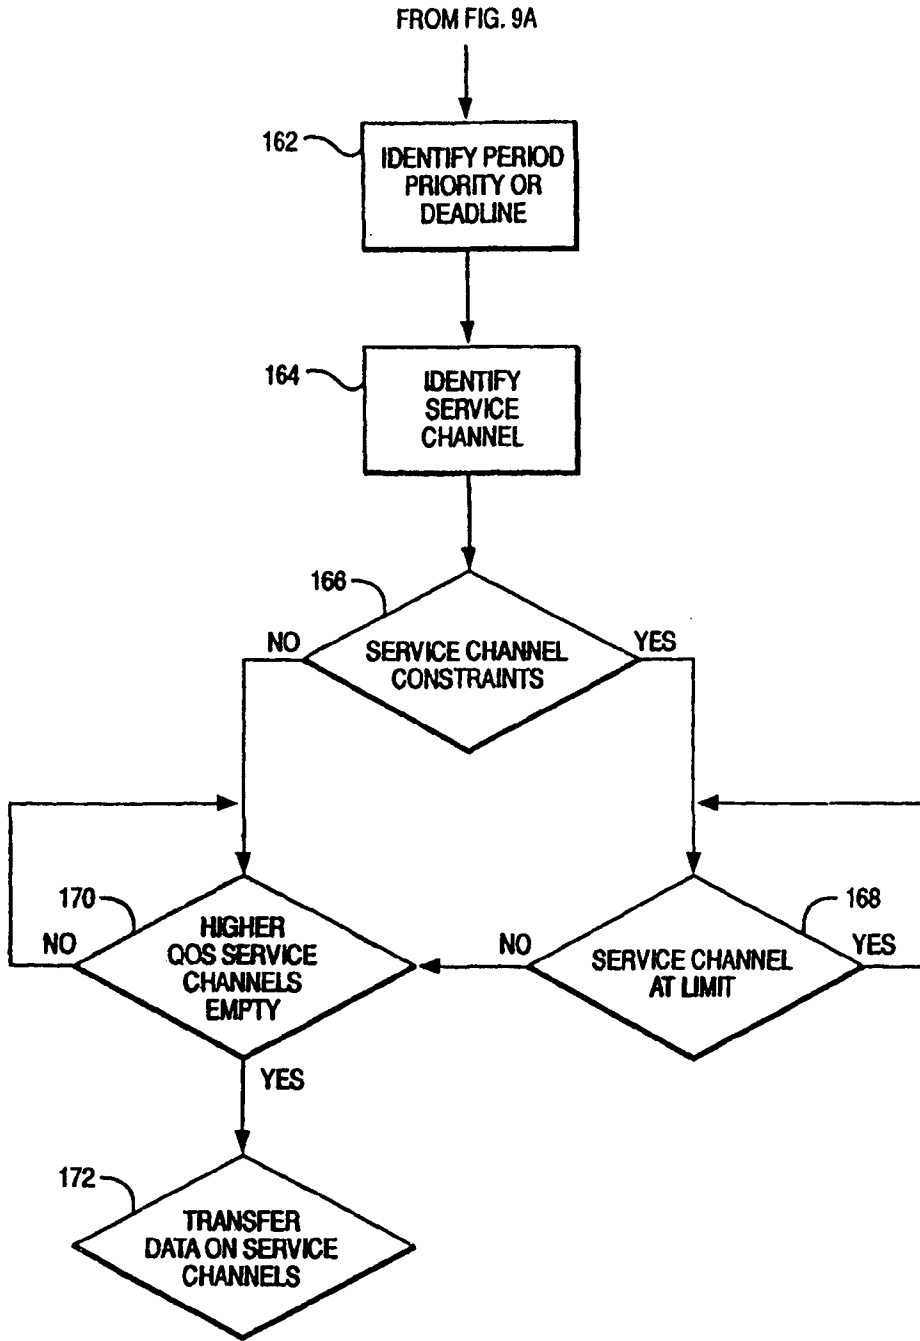 FROM FIG. 9A
162
IDENTIFY PERIOD
PRIORITY OR
DEADLINE
164
IDENTIFY
SERVICE
CHANNEL
166
NO
SERVICE CHANNEL
CONSTRAINTS
YES
170
NO
HIGHER
QOS SERVICE
CHANNELS
EMPTY
NO
168
SERVICE CHANNEL
AT LIMIT
YES
YES
172
TRANSFER
DATA ON SERVICE
CHANNELS